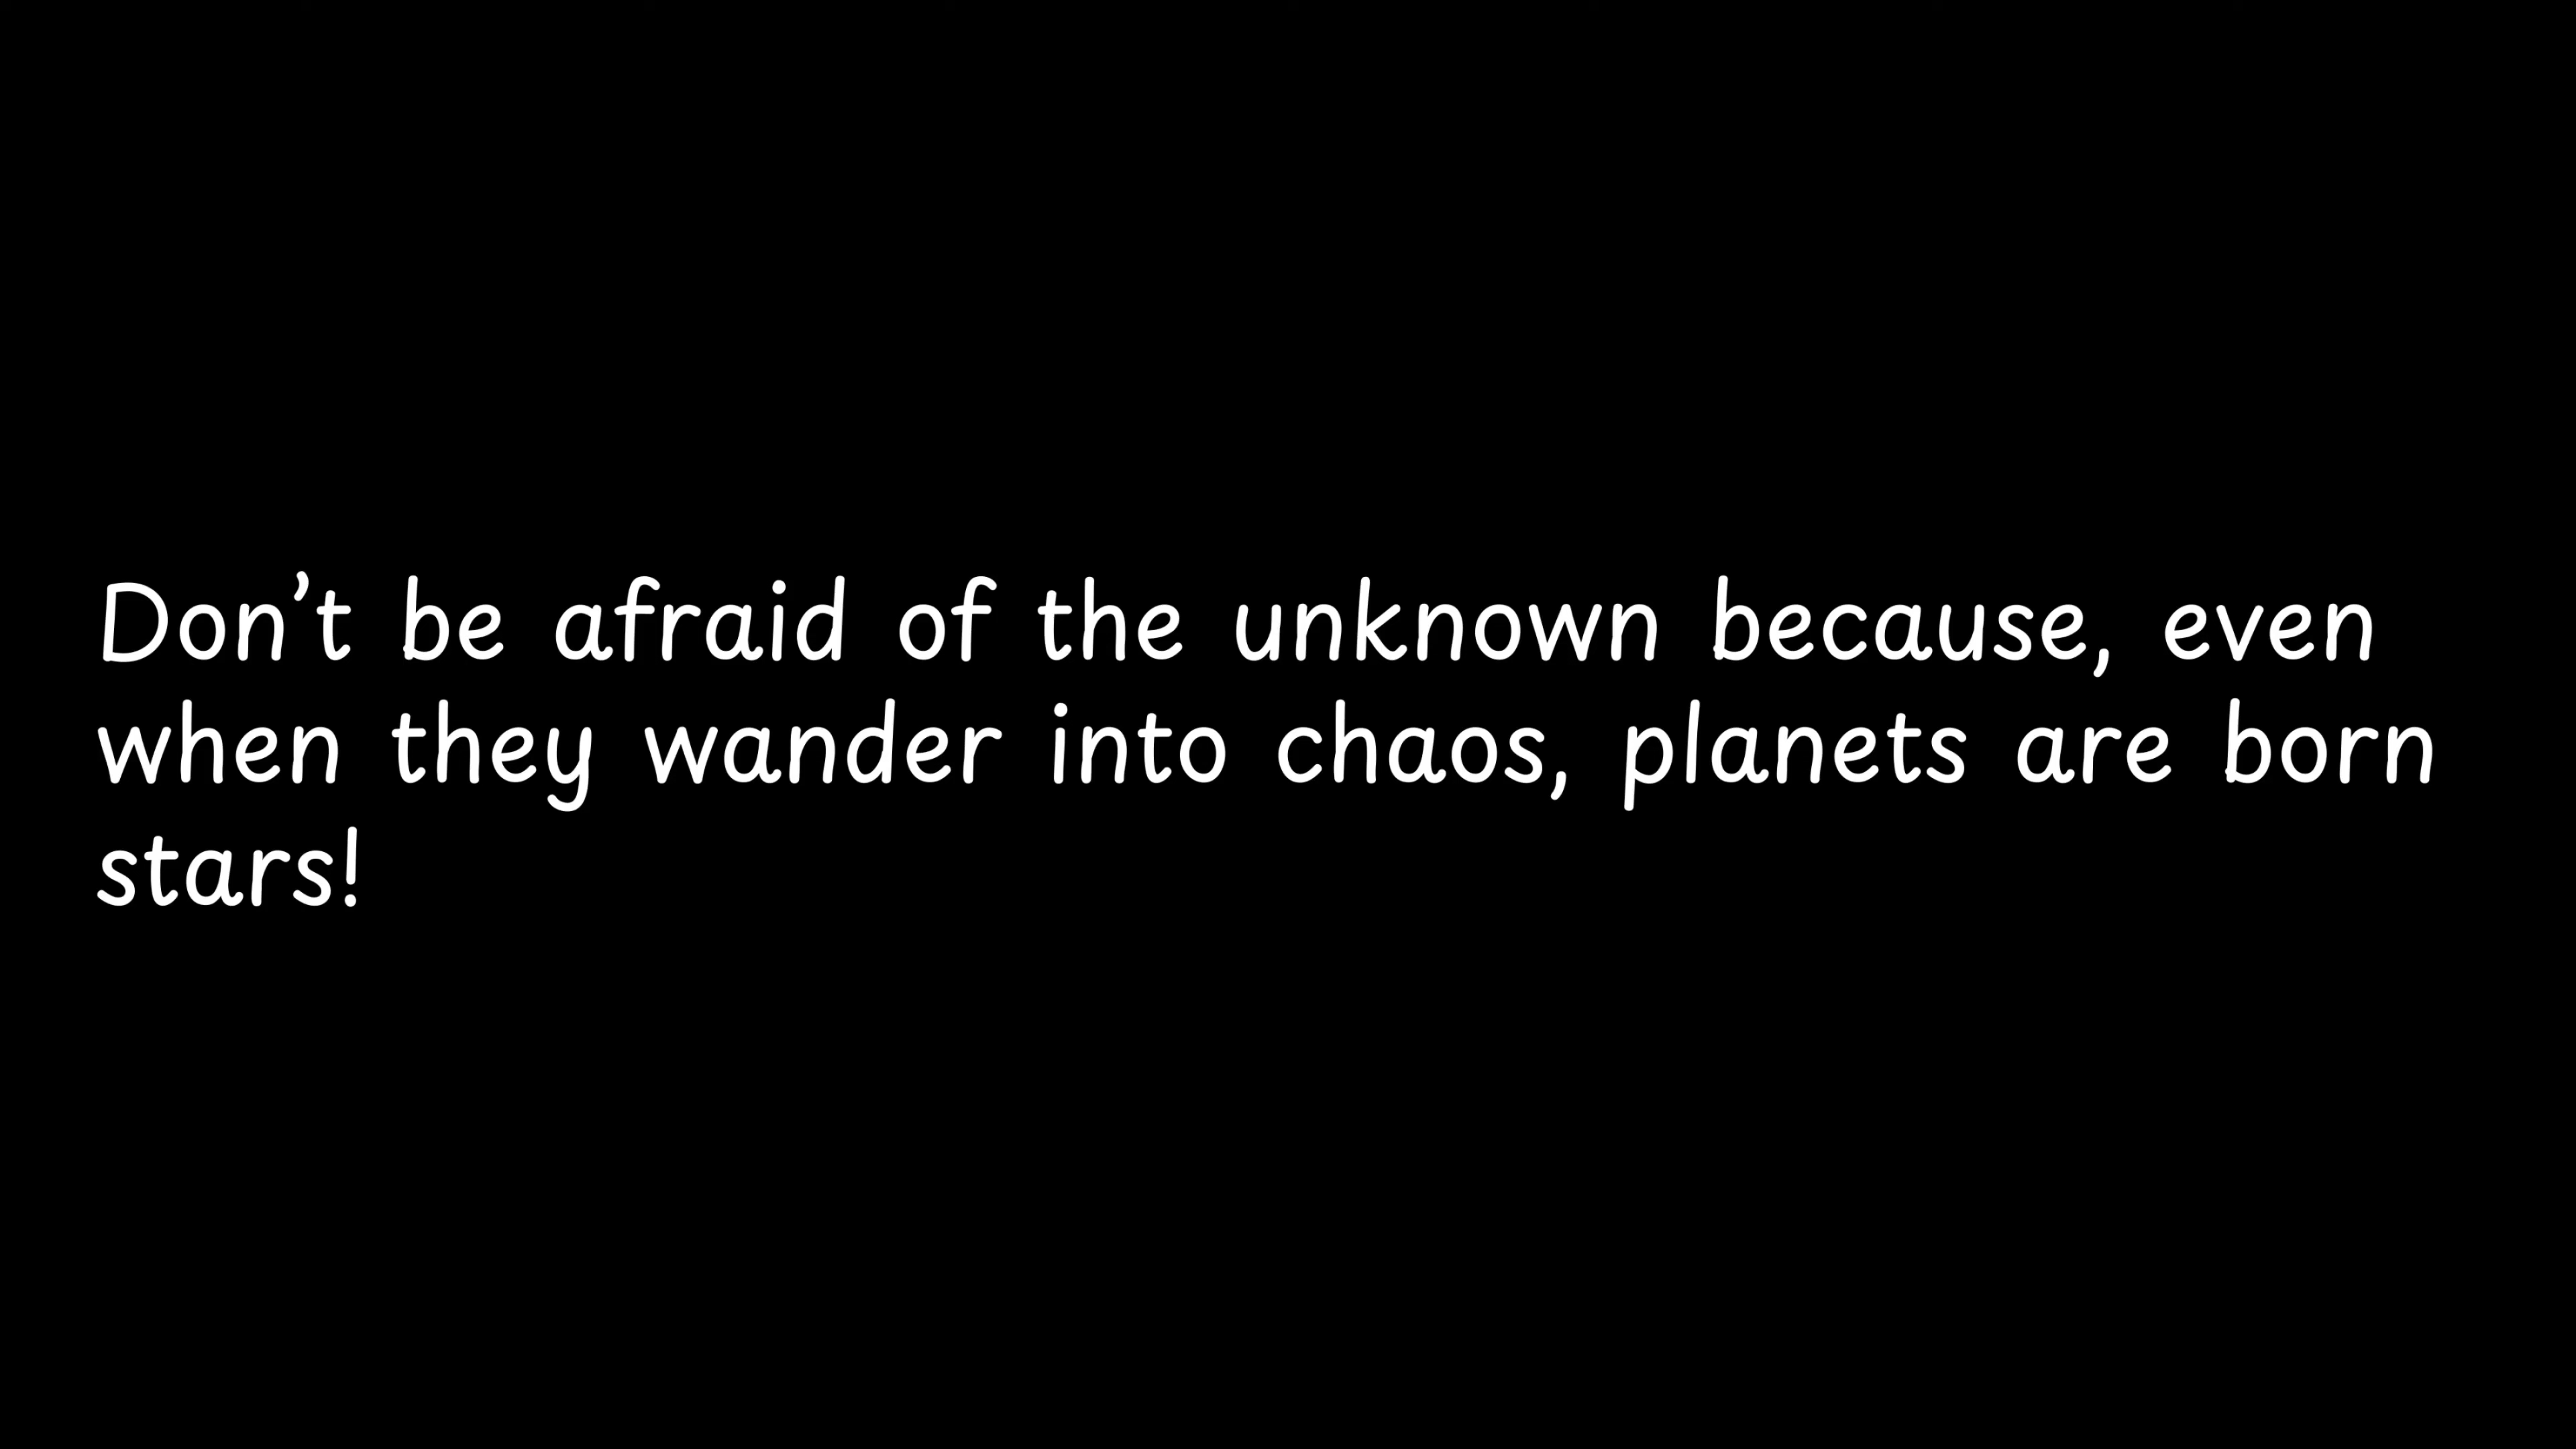 Don’t be afraid of the unknown because, even
when they wander into chaos, planets are born
stars!